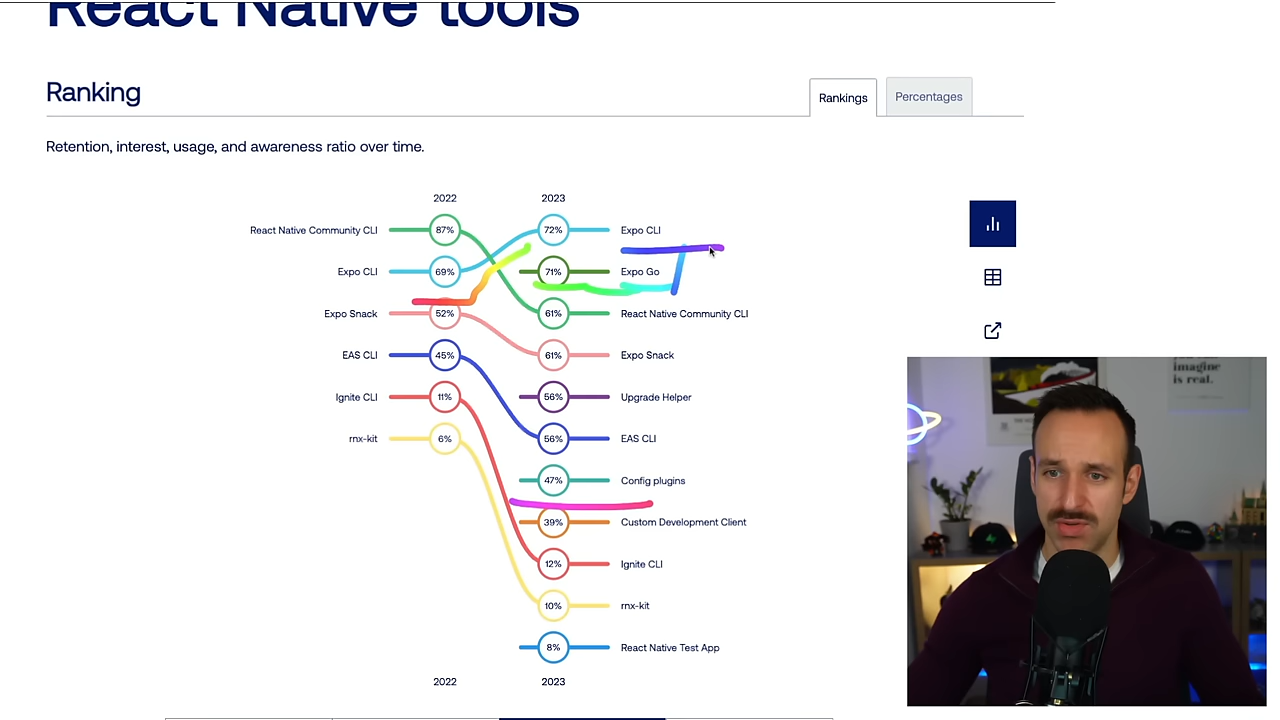 React Native tools
Ranking
Rankings
Percentages
Retention, interest, usage, and awareness ratio over time.
2022 2023
React Native Community CLI 87% 72% Expo CLI
Expo CLI 69% 71% Expo Go
Expo Snack 52% 61% React Native Community CLI
EAS CLI 45% 61% Expo Snack
Ignite CLI 11% 56% Upgrade Helper
rnx-kit 6% 56% EAS CLI
47% Config plugins
39% Custom Development Client
12% Ignite CLI
10% rnx-kit
8% React Native Test App
2022 2023
imagine
is real.